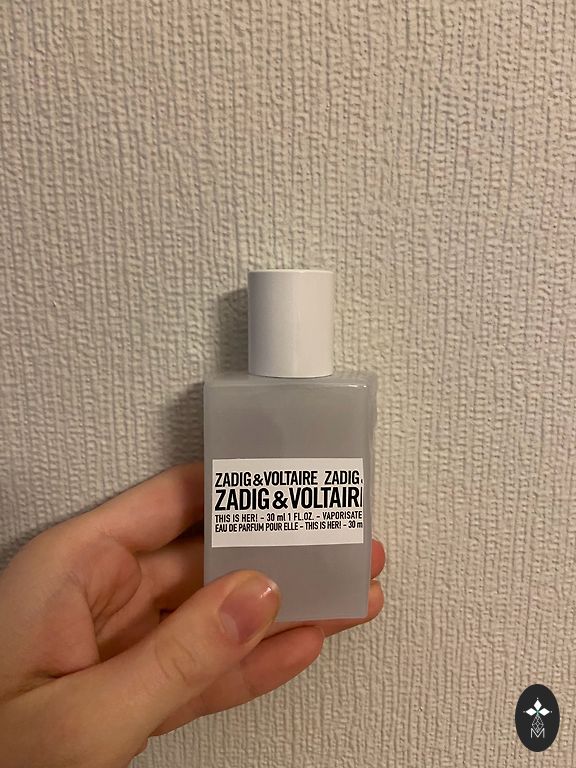 ZADIG&VOLTAIRE ZADIG&
ZADIG&VOLTAIR
THIS IS HER! – 30 ml 1 FL.OZ. – VAPORISATE
EAU DE PARFUM POUR ELLE – THIS IS HER! – 30 m
M